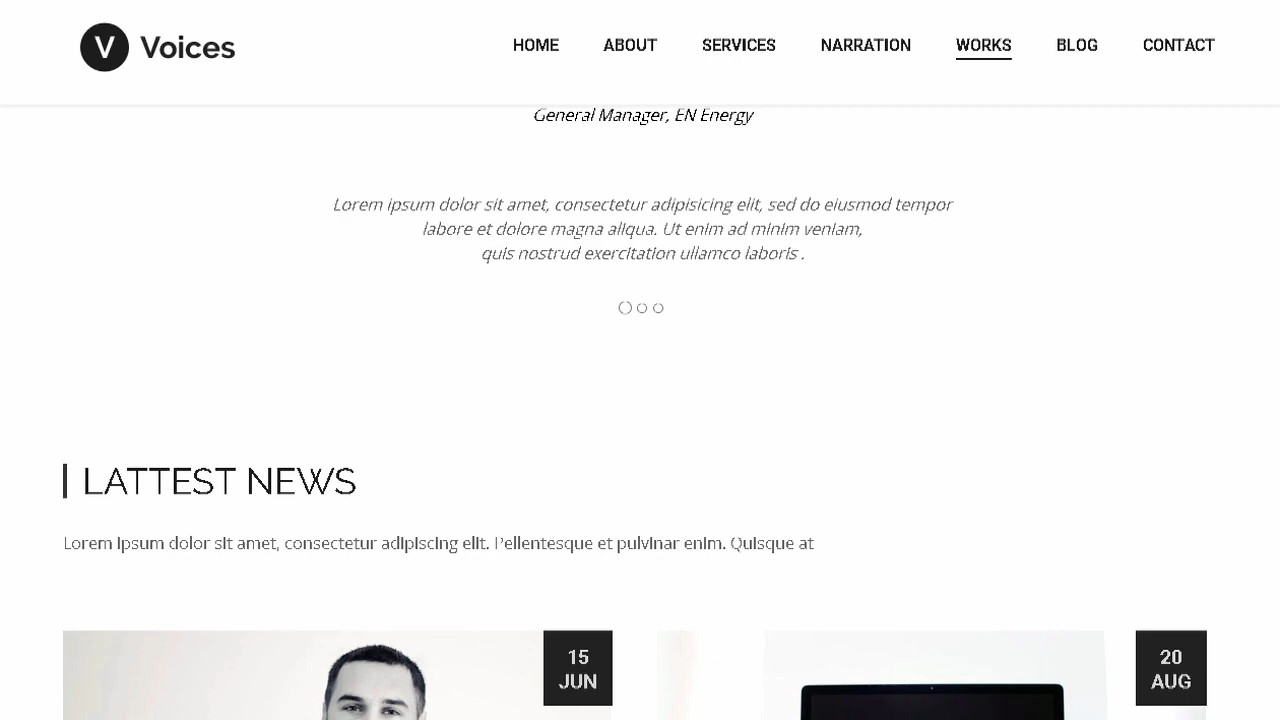 V Voices
HOME ABOUT SERVICES NARRATION WORKS BLOG CONTACT
General Manager, EN Energy
Lorem ipsum dolor sit amet, consectetur adipisicing elit, sed do eiusmod tempor
labore et dolore magna aliqua. Ut enim ad minim veniam,
quis nostrud exercitation ullamco laboris .
LATTEST NEWS
Lorem ipsum dolor sit amet, consectetur adipiscing elit. Pellentesque et pulvinar enim. Quisque at
15
JUN
20
AUG